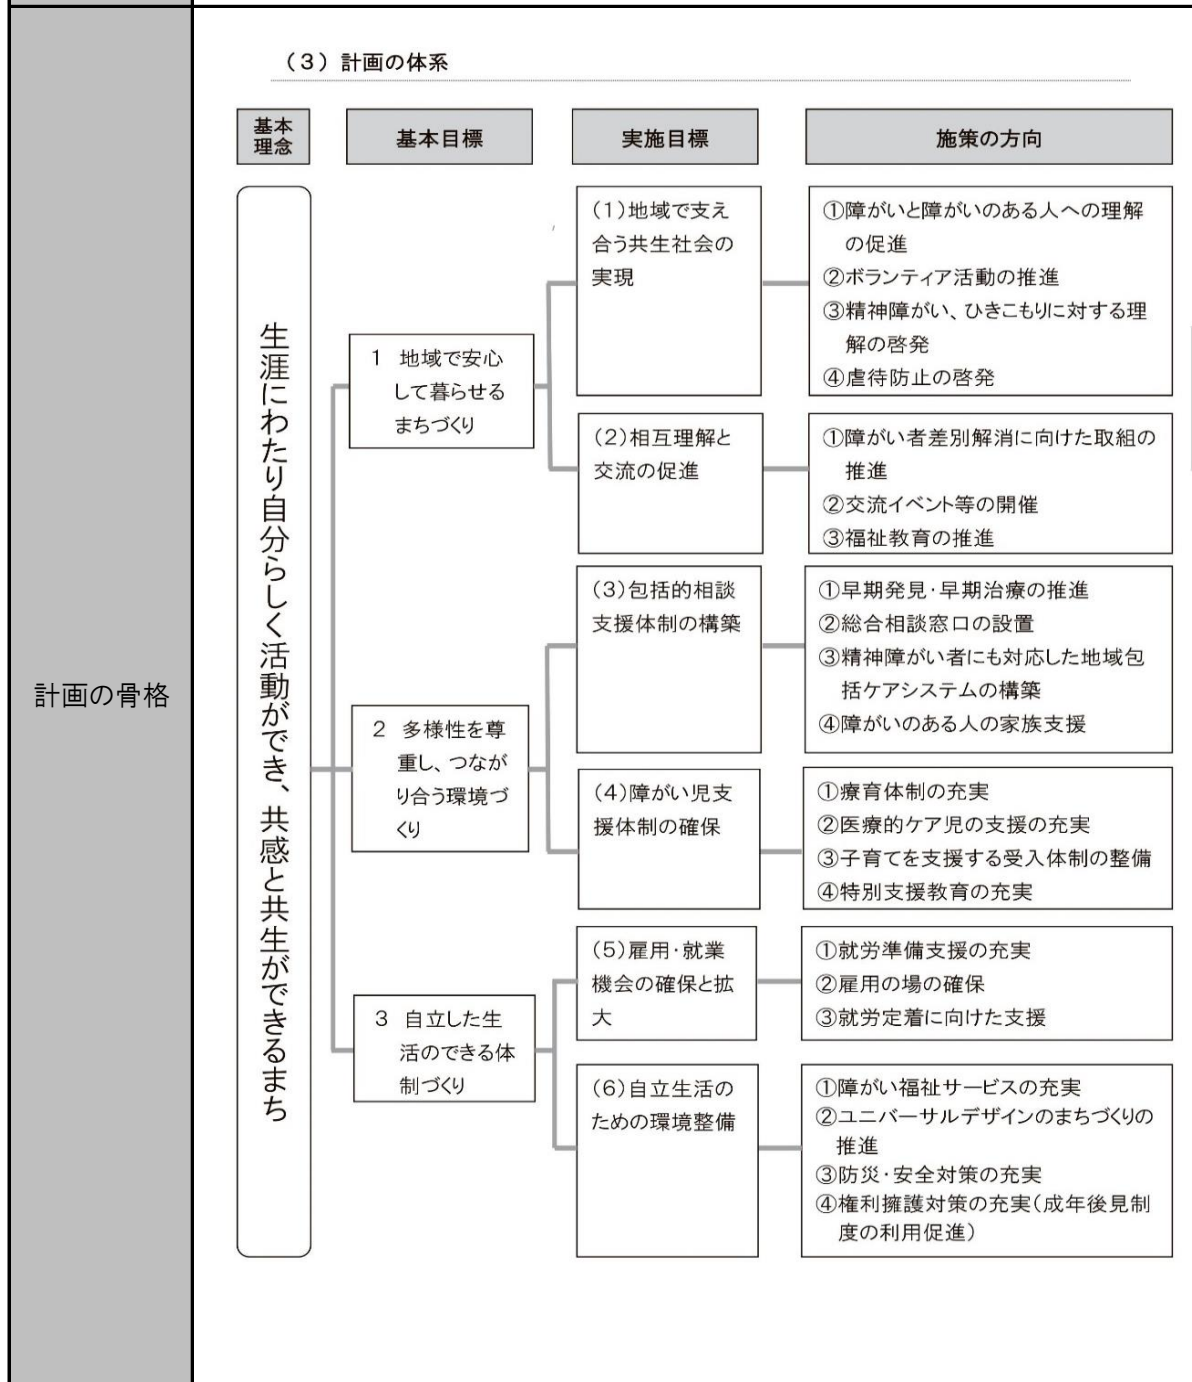 計画の骨格
（３）計画の体系
基本
理念
基本目標
実施目標
施策の方向
生涯にわたり自分らしく活動ができ、共感と共生ができるまち
１　地域で安心
して暮らせる
まちづくり
（１）地域で支え
合う共生社会の
実現
①障がいと障がいのある人への理解
の促進
②ボランティア活動の推進
③精神障がい、ひきこもりに対する理
解の啓発
④虐待防止の啓発
（２）相互理解と
交流の促進
①障がい者差別解消に向けた取組の
推進
②交流イベント等の開催
③福祉教育の推進
２　多様性を尊
重し、つなが
り合う環境づ
くり
（３）包括的相談
支援体制の構築
①早期発見・早期治療の推進
②総合相談窓口の設置
③精神障がい者にも対応した地域包
括ケアシステムの構築
④障がいのある人の家族支援
（４）障がい児支
援体制の確保
①療育体制の充実
②医療的ケア児の支援の充実
③子育てを支援する受入体制の整備
④特別支援教育の充実
３　自立した生
活のできる体
制づくり
（５）雇用・就業
機会の確保と拡
大
①就労準備支援の充実
②雇用の場の確保
③就労定着に向けた支援
（６）自立生活の
ための環境整備
①障がい福祉サービスの充実
②ユニバーサルデザインのまちづくりの
推進
③防災・安全対策の充実
④権利擁護対策の充実（成年後見制
度の利用促進）